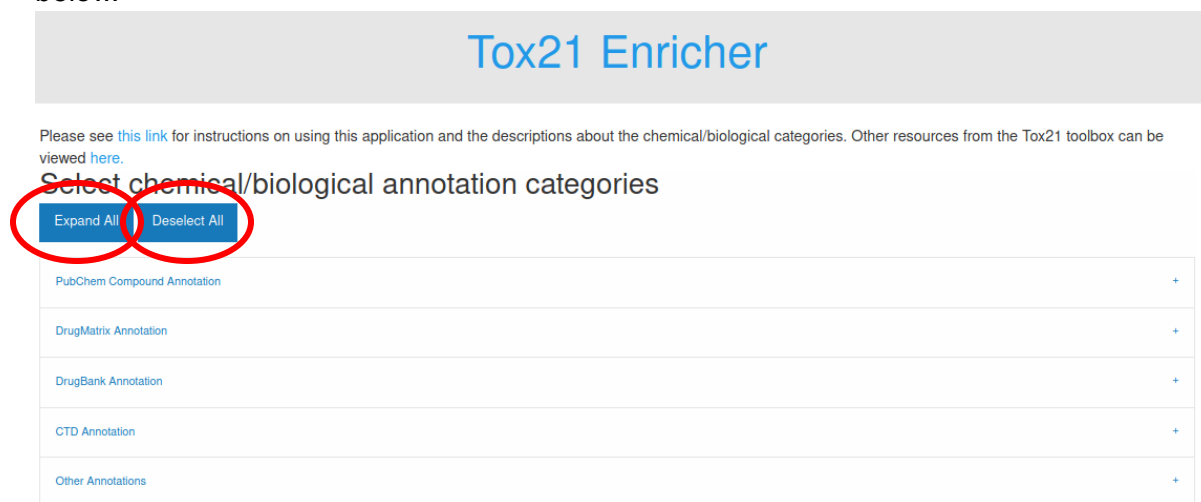 below.
Tox21 Enricher
Please see this link for instructions on using this application and the descriptions about the chemical/biological categories. Other resources from the Tox21 toolbox can be
viewed here.
Select chemical/biological annotation categories
Expand All Deselect All
PubChem Compound Annotation +
DrugMatrix Annotation +
DrugBank Annotation +
CTD Annotation +
Other Annotations +